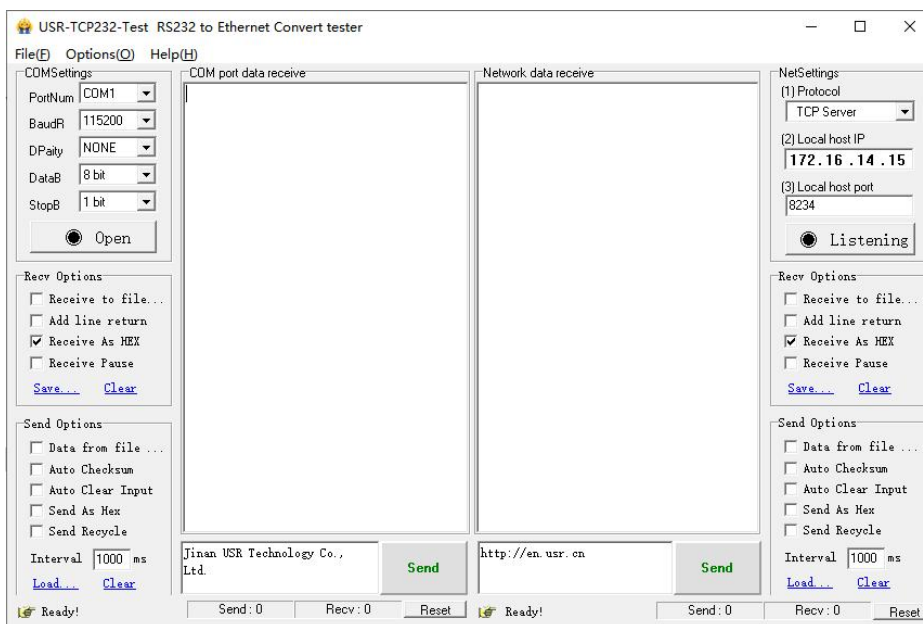 USR-TCP232-Test RS232 to Ethernet Convert tester
File(F) Options(O) Help(H)
COMSettings
PortNum COM1
BaudR 115200
DPaity NONE
DataB 8 bit
StopB 1 bit
Open
Recv Options
Receive to file...
Add line return
Receive As HEX
Receive Pause
Save... Clear
Send Options
Data from file ...
Auto Checksum
Auto Clear Input
Send As Hex
Send Recycle
Interval 1000 ms
Load... Clear
COM port data receive
Jinan USR Technology Co.,
Ltd.
Send
Network data receive
http://en.usr.cn
Send
NetSettings
(1) Protocol
TCP Server
(2) Local host IP
172.16 .14 .15
(3) Local host port
8234
Listening
Recv Options
Receive to file...
Add line return
Receive As HEX
Receive Pause
Save... Clear
Send Options
Data from file ...
Auto Checksum
Auto Clear Input
Send As Hex
Send Recycle
Interval 1000 ms
Load... Clear
Ready! Send : 0 Recv : 0 Reset Ready! Send : 0 Recv : 0 Reset